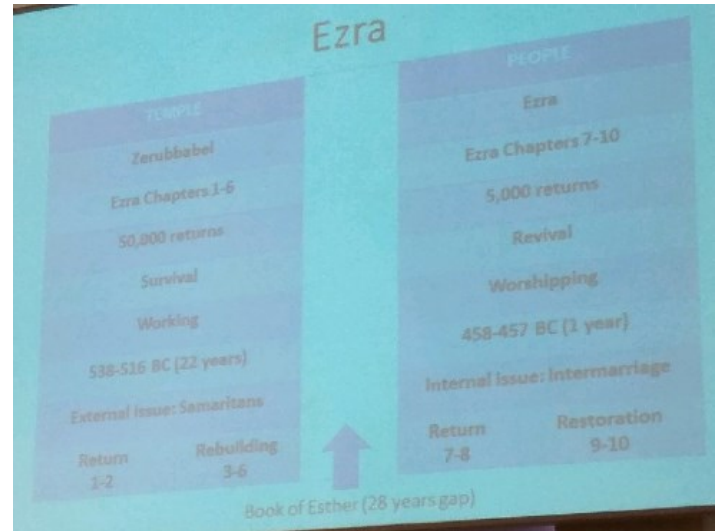 Ezra
TEMPLE
Zerubbabel
Ezra Chapters 1-6
50,000 returns
Survival
Working
538-516 BC (22 years)
External issue: Samaritans
Return Rebuilding
1-2 3-6
PEOPLE
Ezra
Ezra Chapters 7-10
5,000 returns
Revival
Worshipping
458-457 BC (1 year)
Internal issue: Intermarriage
Return Restoration
7-8 9-10
Book of Esther (28 years gap)